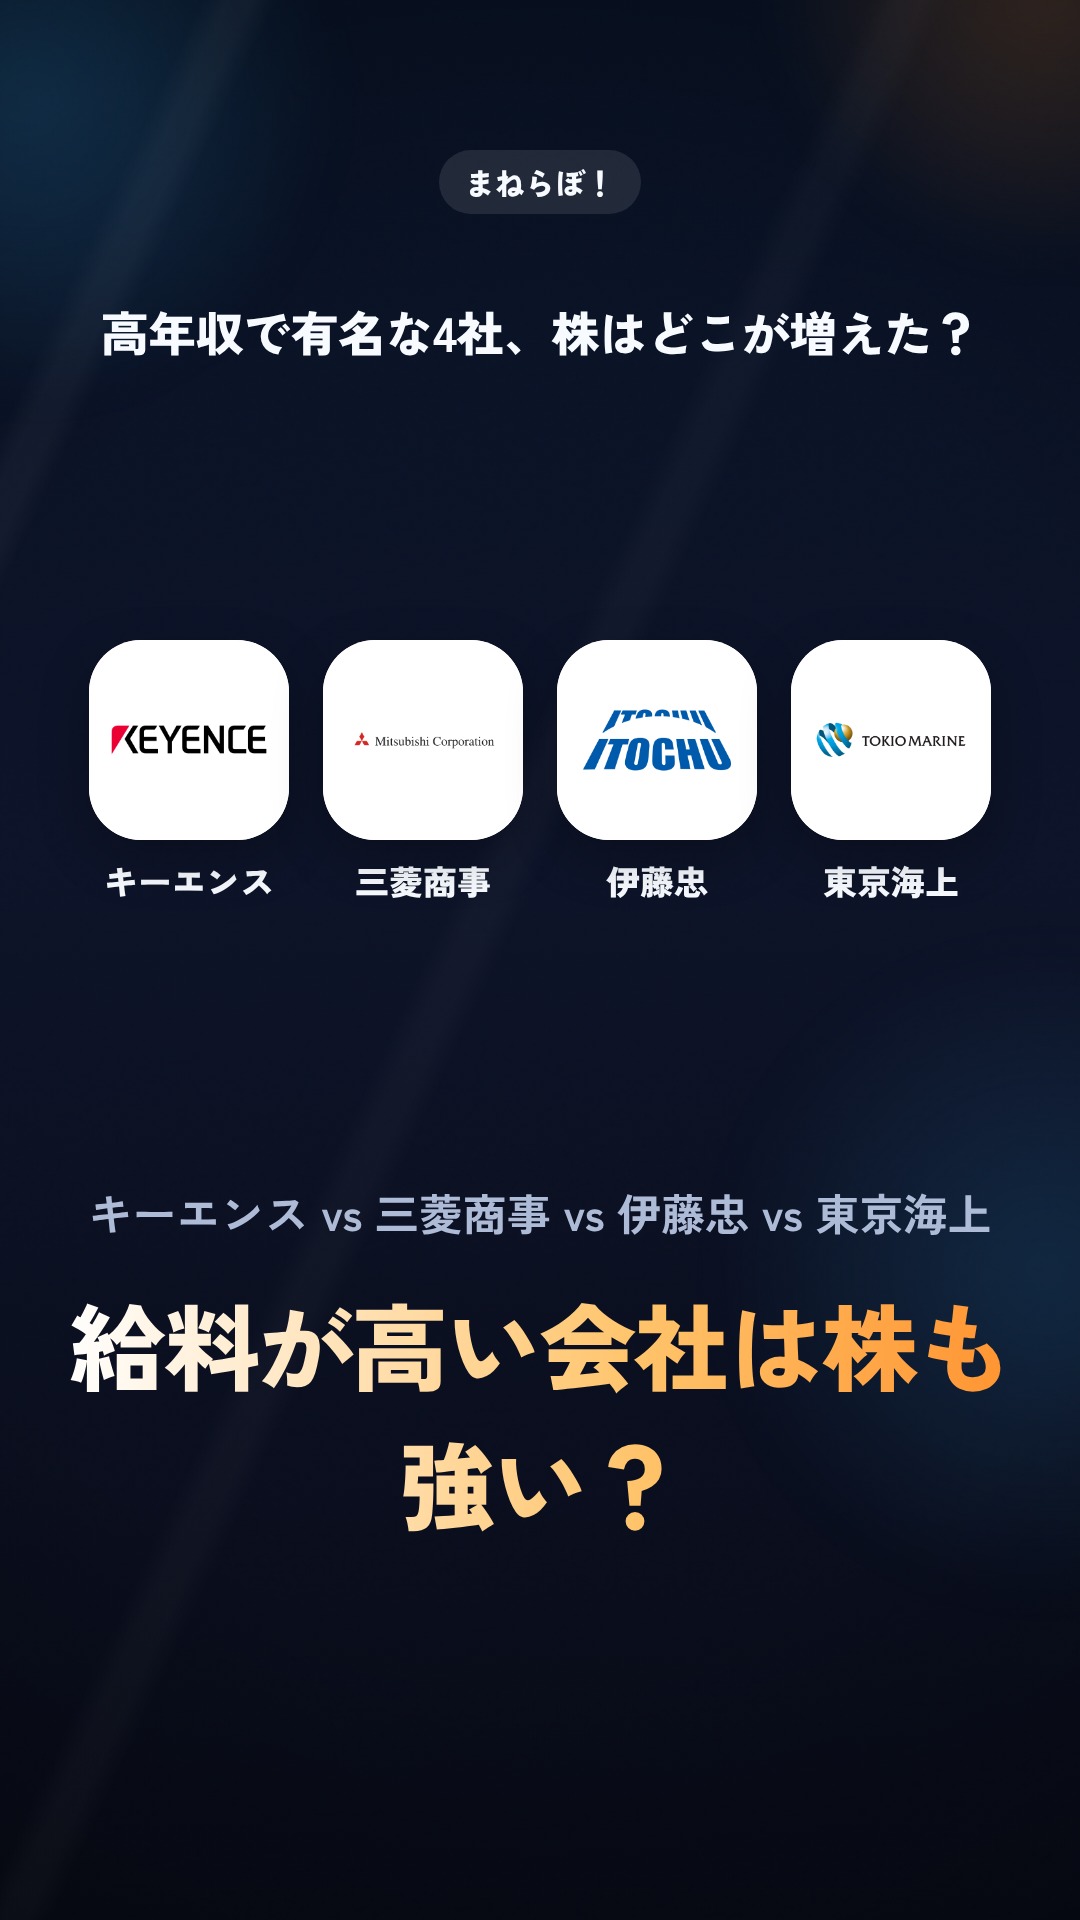 まねらぼ！
高年収で有名な4社、株はどこが増えた？
KEYENCE
Mitsubishi Corporation
ITOCHU
ITOCHU
TOKIO MARINE
キーエンス
三菱商事
伊藤忠
東京海上
キーエンス vs 三菱商事 vs 伊藤忠 vs 東京海上
給料が高い会社は株も
強い？